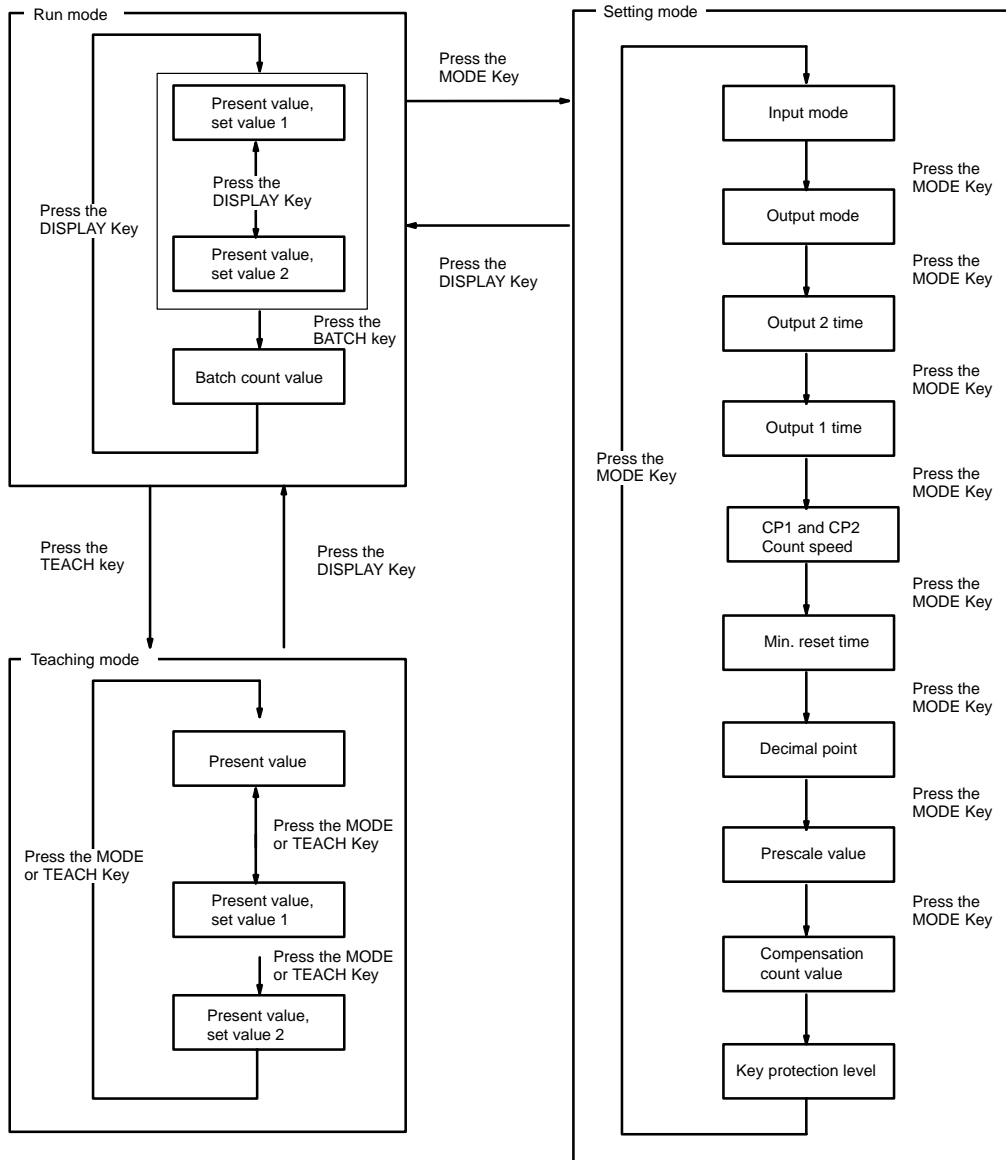 Run mode
Press the
DISPLAY Key
Present value,
set value 1
Press the
DISPLAY Key
Present value,
set value 2
Press the
BATCH key
Batch count value
Press the
MODE Key
Press the
DISPLAY Key
Press the
TEACH key
Press the
DISPLAY Key
Teaching mode
Press the MODE
or TEACH Key
Present value
Press the MODE
or TEACH Key
Present value,
set value 1
Press the MODE
or TEACH Key
Present value,
set value 2
Setting mode
Press the
MODE Key
Input mode
Press the
MODE Key
Output mode
Press the
MODE Key
Output 2 time
Press the
MODE Key
Output 1 time
Press the
MODE Key
CP1 and CP2
Count speed
Press the
MODE Key
Min. reset time
Press the
MODE Key
Decimal point
Press the
MODE Key
Prescale value
Press the
MODE Key
Compensation
count value
Key protection level